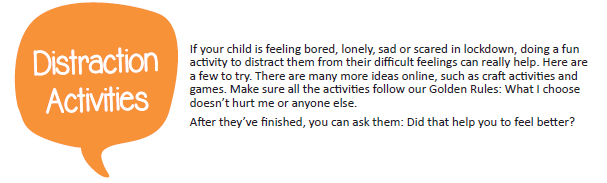 Distraction
Activities
If your child is feeling bored, lonely, sad or scared in lockdown, doing a fun
activity to distract them from their difficult feelings can really help. Here are
a few to try. There are many more ideas online, such as craft activities and
games. Make sure all the activities follow our Golden Rules: What I choose
doesn’t hurt me or anyone else.
After they’ve finished, you can ask them: Did that help you to feel better?